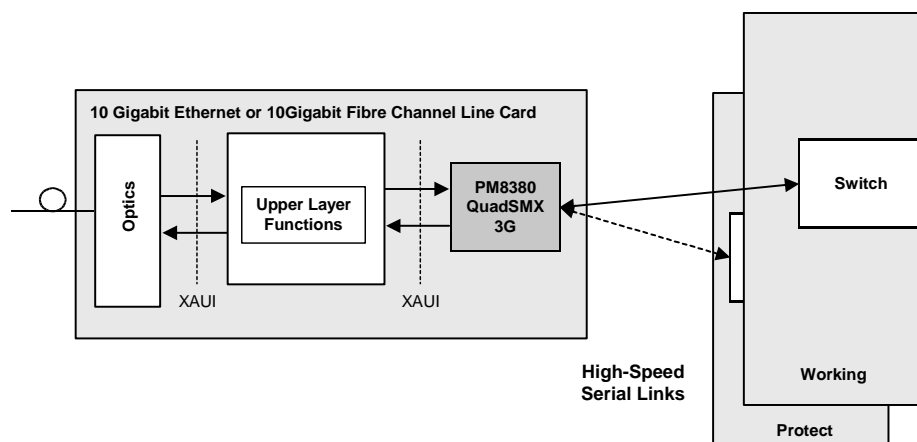 10 Gigabit Ethernet or 10Gigabit Fibre Channel Line Card
Optics
Upper Layer
Functions
PM8380
QuadSMX
3G
Switch
XAUI
XAUI
High-Speed
Serial Links
Working
Protect